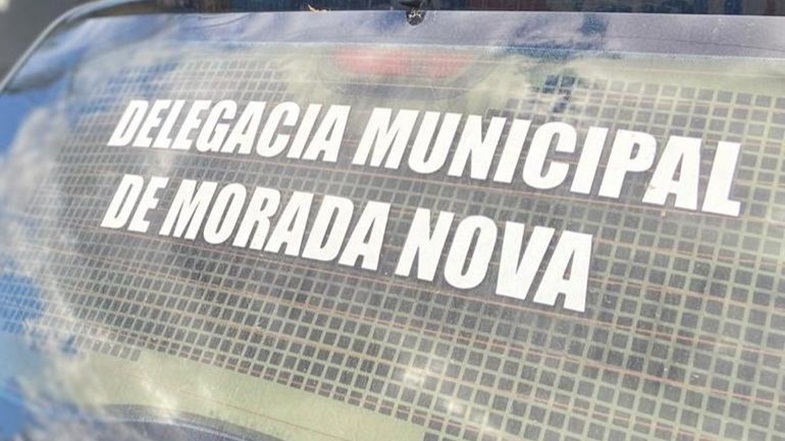 DELEGACIA MUNICIPAL
DE MORADA NOVA